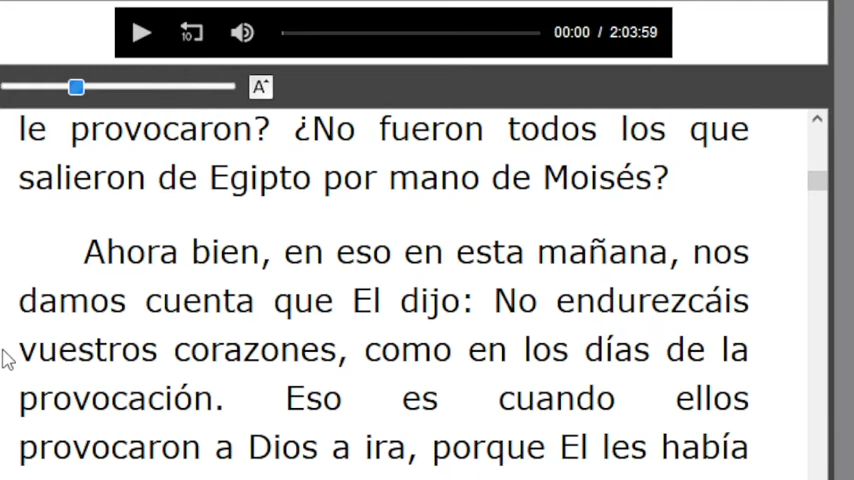 10
00:00 / 2:03:59
A
le provocaron? ¿No fueron todos los que
salieron de Egipto por mano de Moisés?
Ahora bien, en eso en esta mañana, nos
damos cuenta que El dijo: No endurezcáis
vuestros corazones, como en los días de la
provocación. Eso es cuando ellos
provocaron a Dios a ira, porque El les había